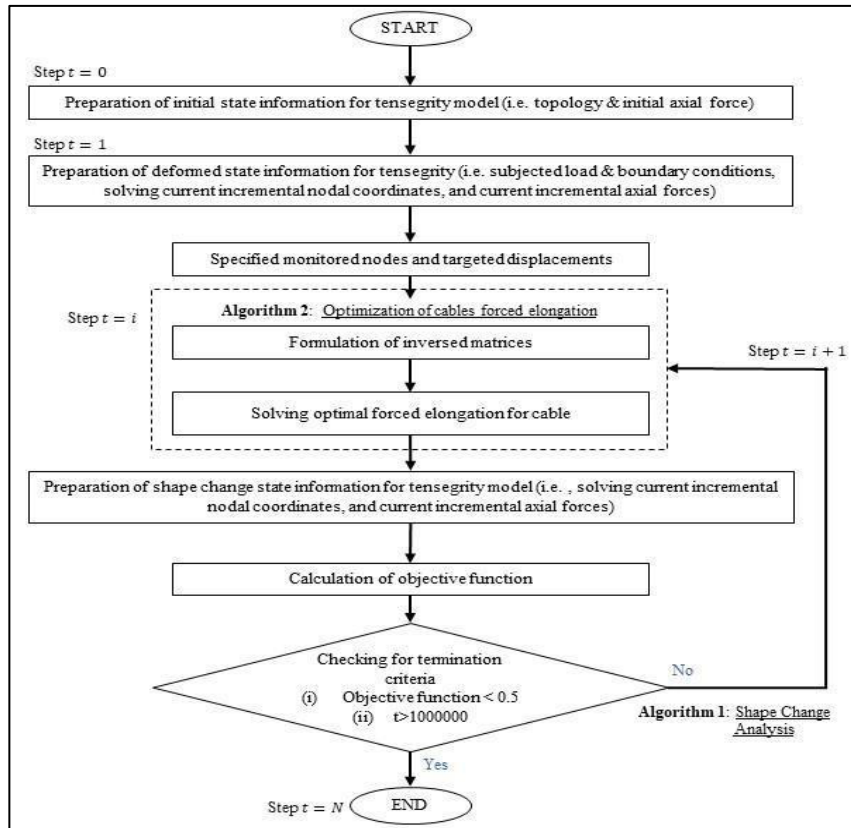 START
Step t = 0
Preparation of initial state information for tensegrity model (i.e. topology & initial axial force)
Step t = 1
Preparation of deformed state information for tensegrity (i.e. subjected load & boundary conditions,
solving current incremental nodal coordinates, and current incremental axial forces)
Specified monitored nodes and targeted displacements
Step t = i
Algorithm 2: Optimization of cables forced elongation
Formulation of inversed matrices
Step t = i + 1
Solving optimal forced elongation for cable
Preparation of shape change state information for tensegrity model (i.e. , solving current incremental
nodal coordinates, and current incremental axial forces)
Calculation of objective function
Checking for termination
criteria
(i) Objective function < 0.5
(ii) t>1000000
No
Algorithm 1: Shape Change
Analysis
Yes
Step t = N
END